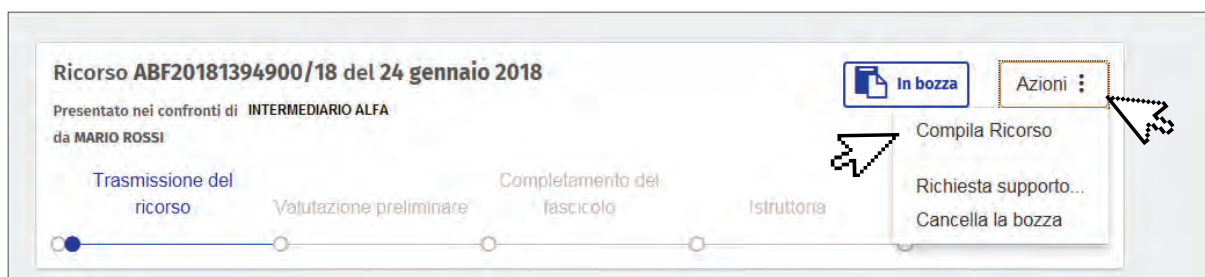 Ricorso ABF20181394900/18 del 24 gennaio 2018
In bozza
Azioni
Presentato nei confronti di INTERMEDIARIO ALFA
da MARIO ROSSI
Compila Ricorso
Richiesta supporto...
Cancella la bozza
Trasmissione del
ricorso
Valutazione preliminare
Completamento del
fascicolo
Istruttoria